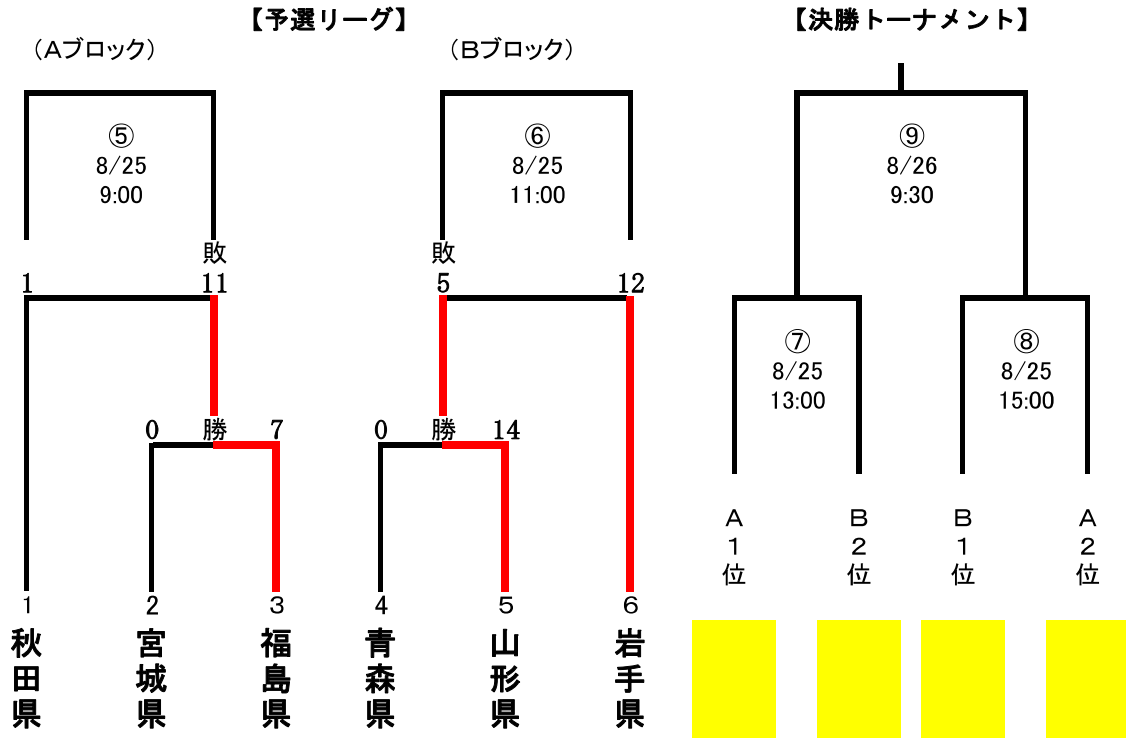 【予選リーグ】
【決勝トーナメント】
（Aブロック）
（Bブロック）
⑤
8/25
9:00
⑥
8/25
11:00
⑨
8/26
9:30
敗
敗
1
11
5
12
⑦
8/25
13:00
⑧
8/25
15:00
0
勝
7
0
勝
14
A1位
B2位
B1位
A2位
1
2
3
4
5
6
秋田県
宮城県
福島県
青森県
山形県
岩手県